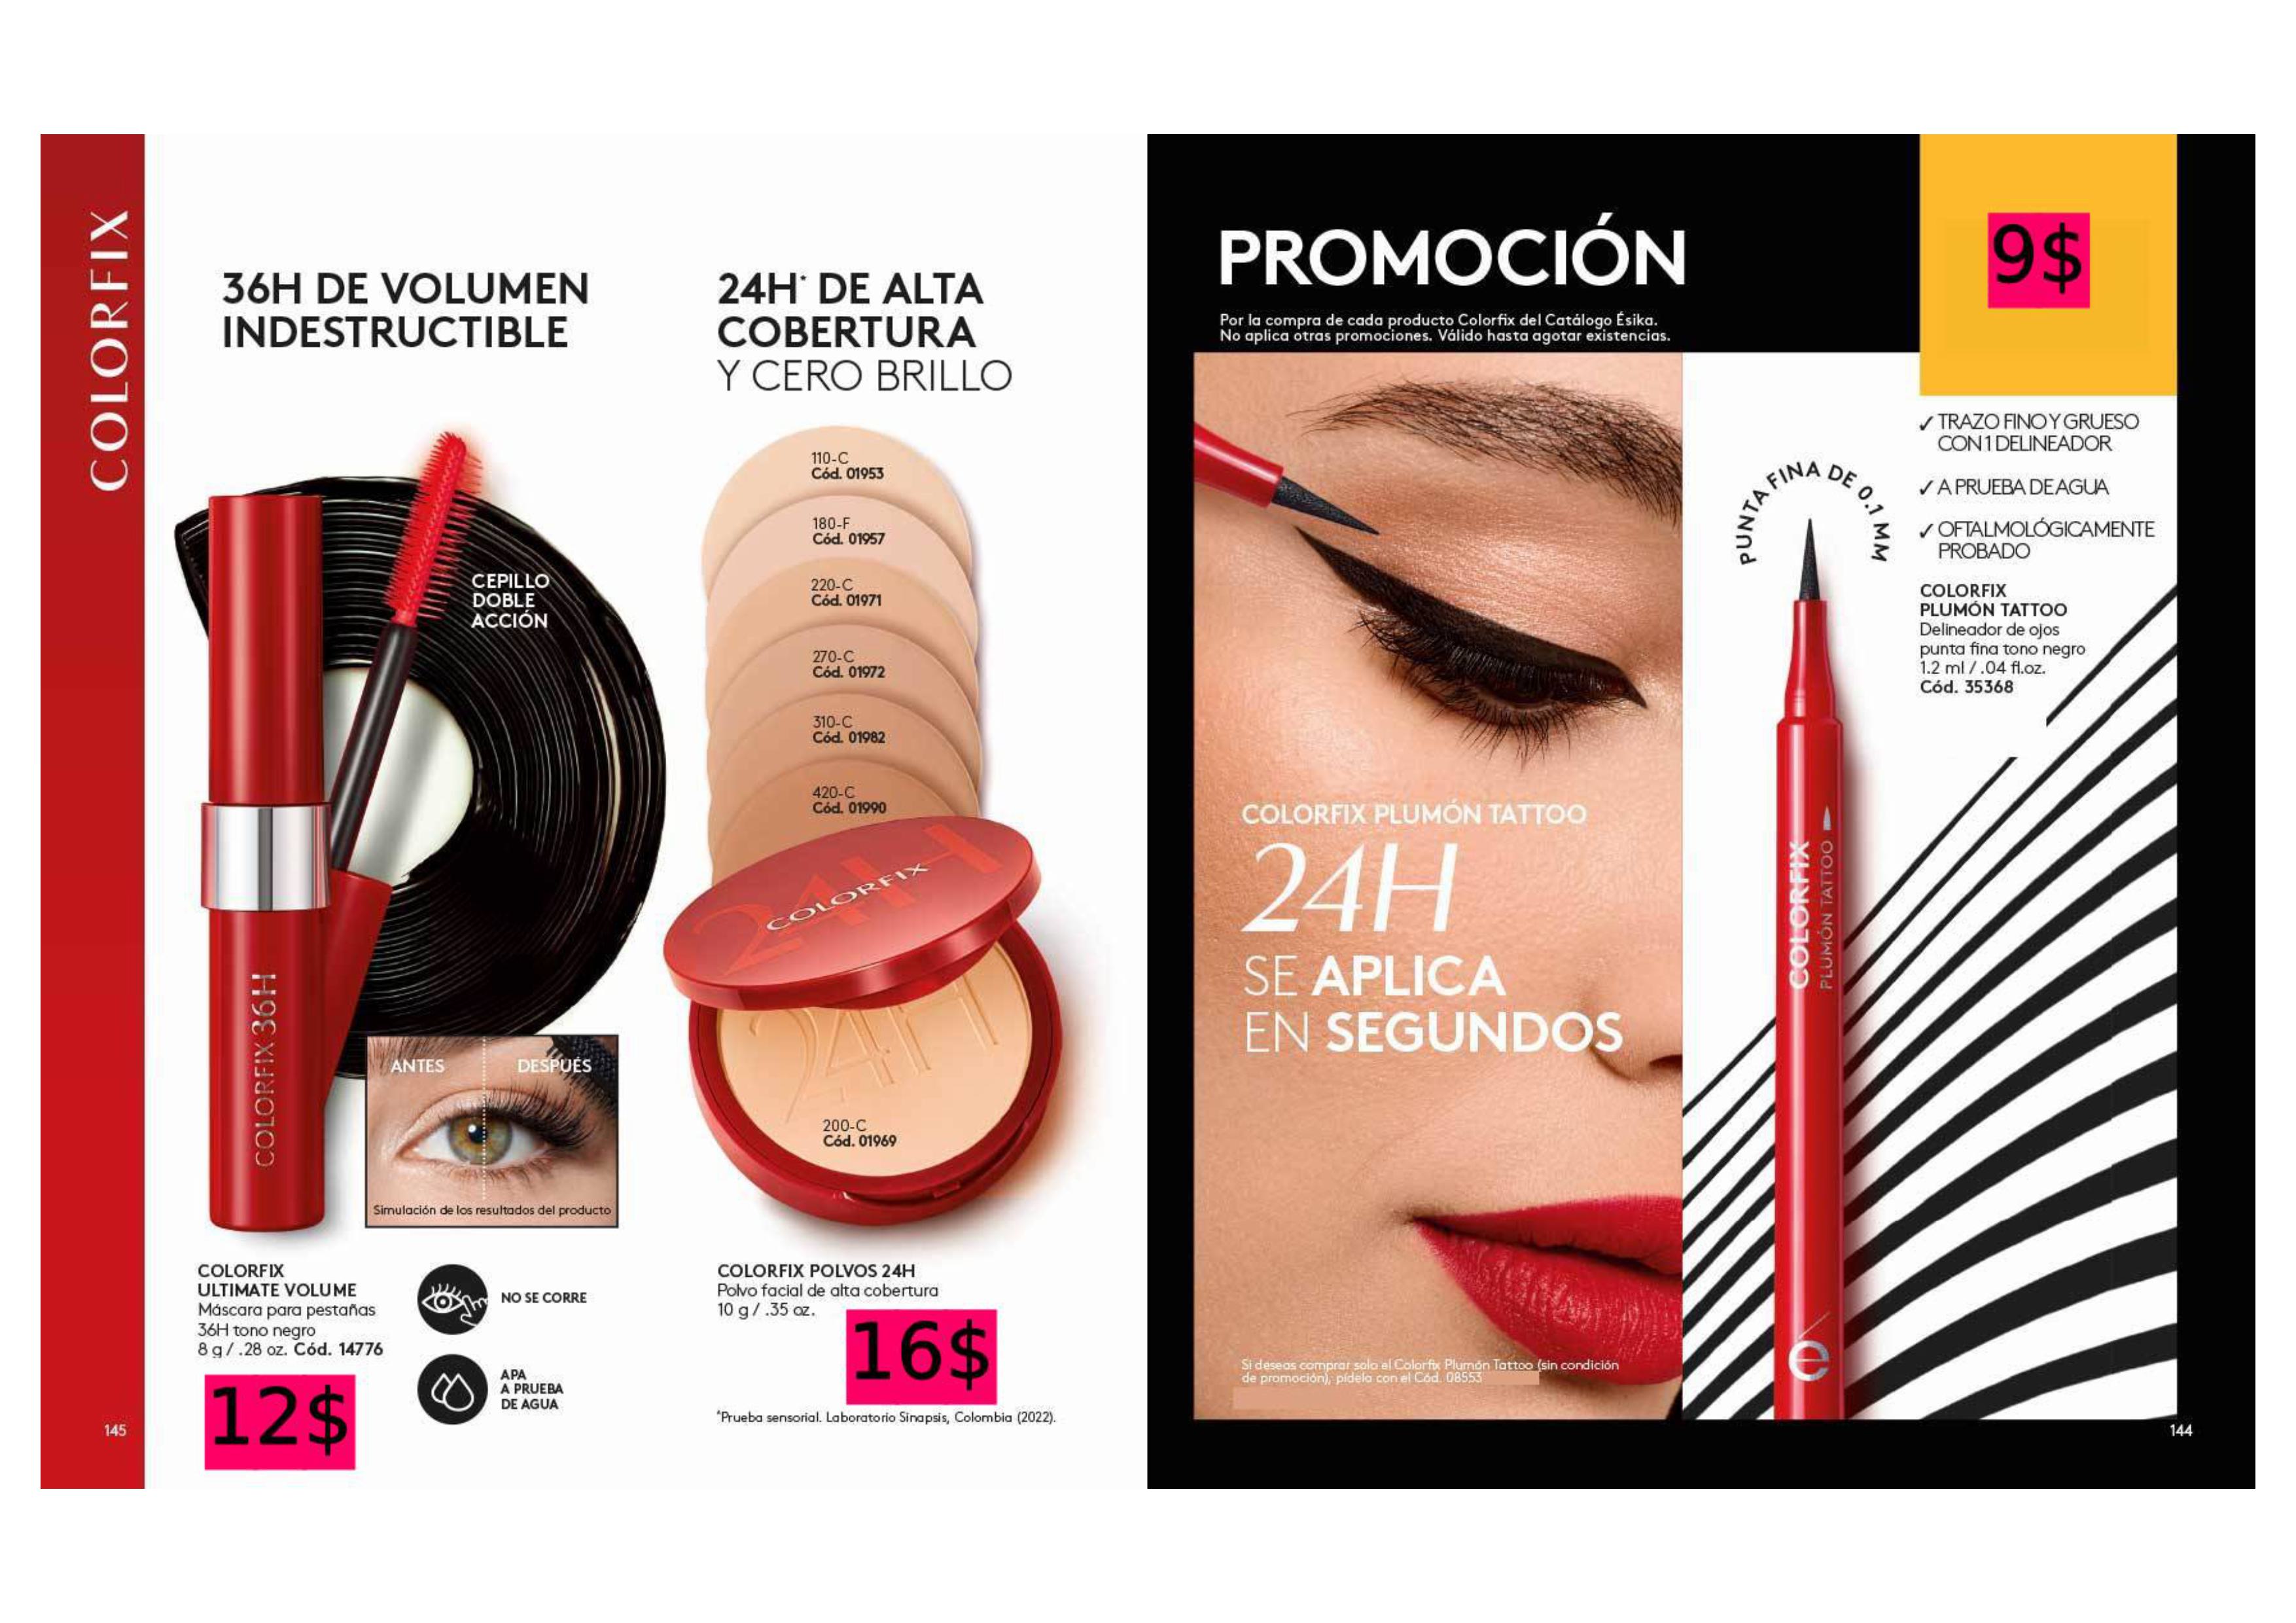 COLORFIX
36H DE VOLUMEN
INDESTRUCTIBLE
CEPILLO
DOBLE
ACCIÓN
COLORFIX 36H
ANTES
DESPUÉS
Simulación de los resultados del producto
COLORFIX
ULTIMATE VOLUME
Máscara para pestañas
36H tono negro
8 g / .28 oz. Cód. 14776
12$
NO SE CORRE
APA
A PRUEBA
DE AGUA
145
24H* DE ALTA
COBERTURA
Y CERO BRILLO
110-C
Cód. 01953
180-F
Cód. 01957
220-C
Cód. 01971
270-C
Cód. 01972
310-C
Cód. 01982
420-C
Cód. 01990
24H
COLORFIX
24H
200-C
Cód. 01969
COLORFIX POLVOS 24H
Polvo facial de alta cobertura
10 g / .35 oz.
16$
*Prueba sensorial. Laboratorio Sinapsis, Colombia (2022).
PROMOCIÓN
Por la compra de cada producto Colorfix del Catálogo Ésika.
No aplica otras promociones. Válido hasta agotar existencias.
9$
COLORFIX PLUMÓN TATTOO
24H
SE APLICA
EN SEGUNDOS
Si deseas comprar solo el Colorfix Plumón Tattoo (sin condición
de promoción), pídelo con el Cód. 08553
PUNTA FINA DE 0.1 MM
COLORFIX
PLUMÓN TATTOO
é
✓ TRAZO FINO Y GRUESO
CON 1 DELINEADOR
✓ A PRUEBA DE AGUA
✓ OFTALMOLÓGICAMENTE
PROBADO
COLORFIX
PLUMÓN TATTOO
Delineador de ojos
punta fina tono negro
1.2 ml / .04 fl.oz.
Cód. 35368
144